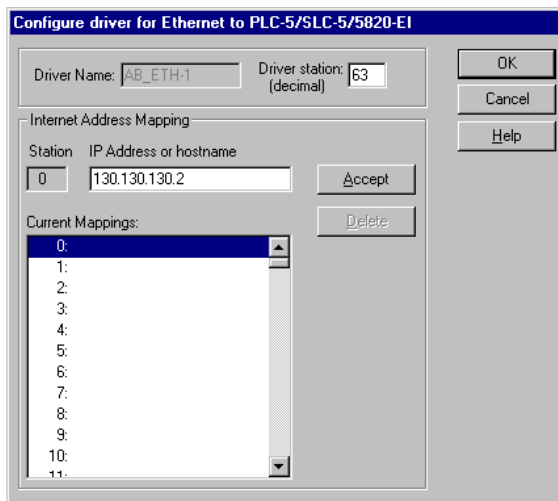 Configure driver for Ethernet to PLC-5/SLC-5/5820-EI
Driver Name: AB_ETH-1
Driver station: 63
(decimal)
OK
Cancel
Help
Internet Address Mapping
Station IP Address or hostname
0 130.130.130.2
Accept
Delete
Current Mappings:
0:
1:
2:
3:
4:
5:
6:
7:
8:
9:
10:
11: